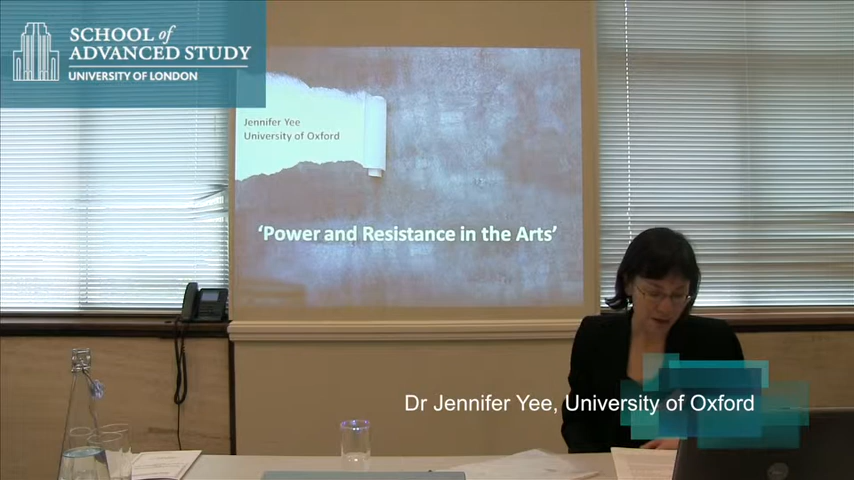 SCHOOL of
ADVANCED STUDY
UNIVERSITY OF LONDON
Jennifer Yee
University of Oxford
‘Power and Resistance in the Arts’
Dr Jennifer Yee, University of Oxford